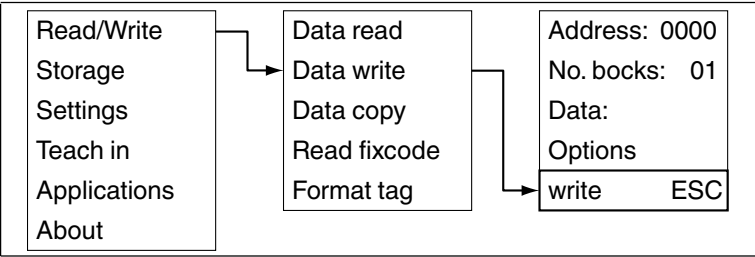 Read/Write
Storage
Settings
Teach in
Applications
About
Data read
Data write
Data copy
Read fixcode
Format tag
Address: 0000
No. bocks: 01
Data:
Options
write ESC